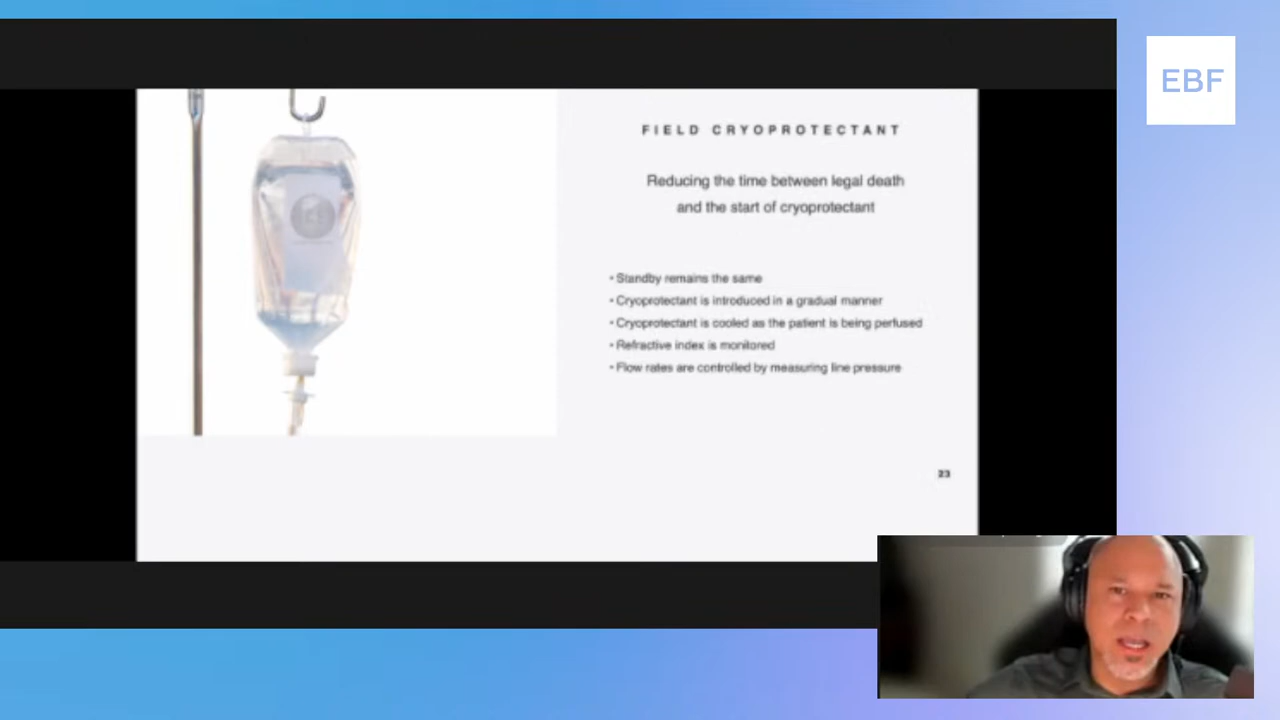 EBF
FIELD CRYOPROTECTANT
Reducing the time between legal death
and the start of cryoprotectant
• Standby remains the same
• Cryoprotectant is introduced in a gradual manner
• Cryoprotectant is cooled as the patient is being perfused
• Refractive index is monitored
• Flow rates are controlled by measuring line pressure
23